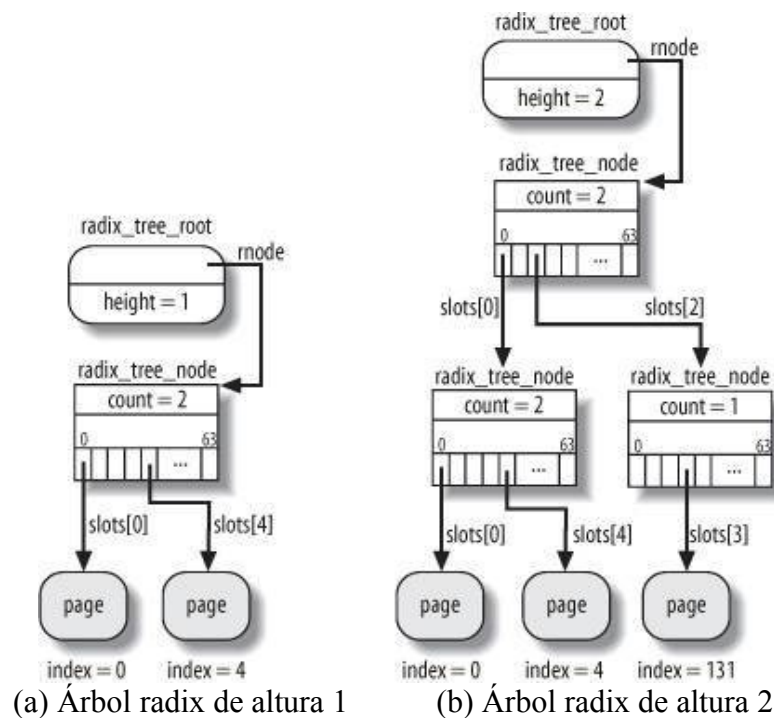 radix_tree_root
rnode
height = 2
radix_tree_node
count = 2
0 63
...
slots[0] slots[2]
radix_tree_node radix_tree_node
count = 2 count = 1
0 63 0 63
... ...
slots[0] slots[4] slots[3]
page page page
index = 0 index = 4 index = 131
(b) Árbol radix de altura 2
radix_tree_root
rnode
height = 1
radix_tree_node
count = 2
0 63
...
slots[0] slots[4]
page page
index = 0 index = 4
(a) Árbol radix de altura 1